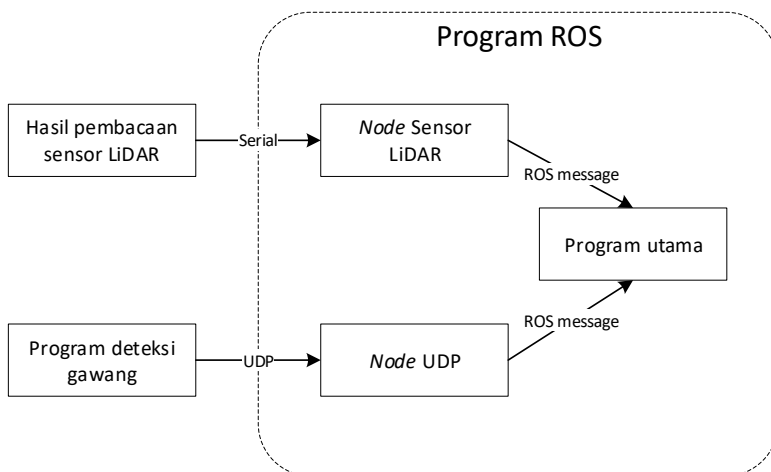 Program ROS
Hasil pembacaan
sensor LiDAR
Serial
Node Sensor
LiDAR
ROS message
Program utama
ROS message
Program deteksi
gawang
UDP
Node UDP